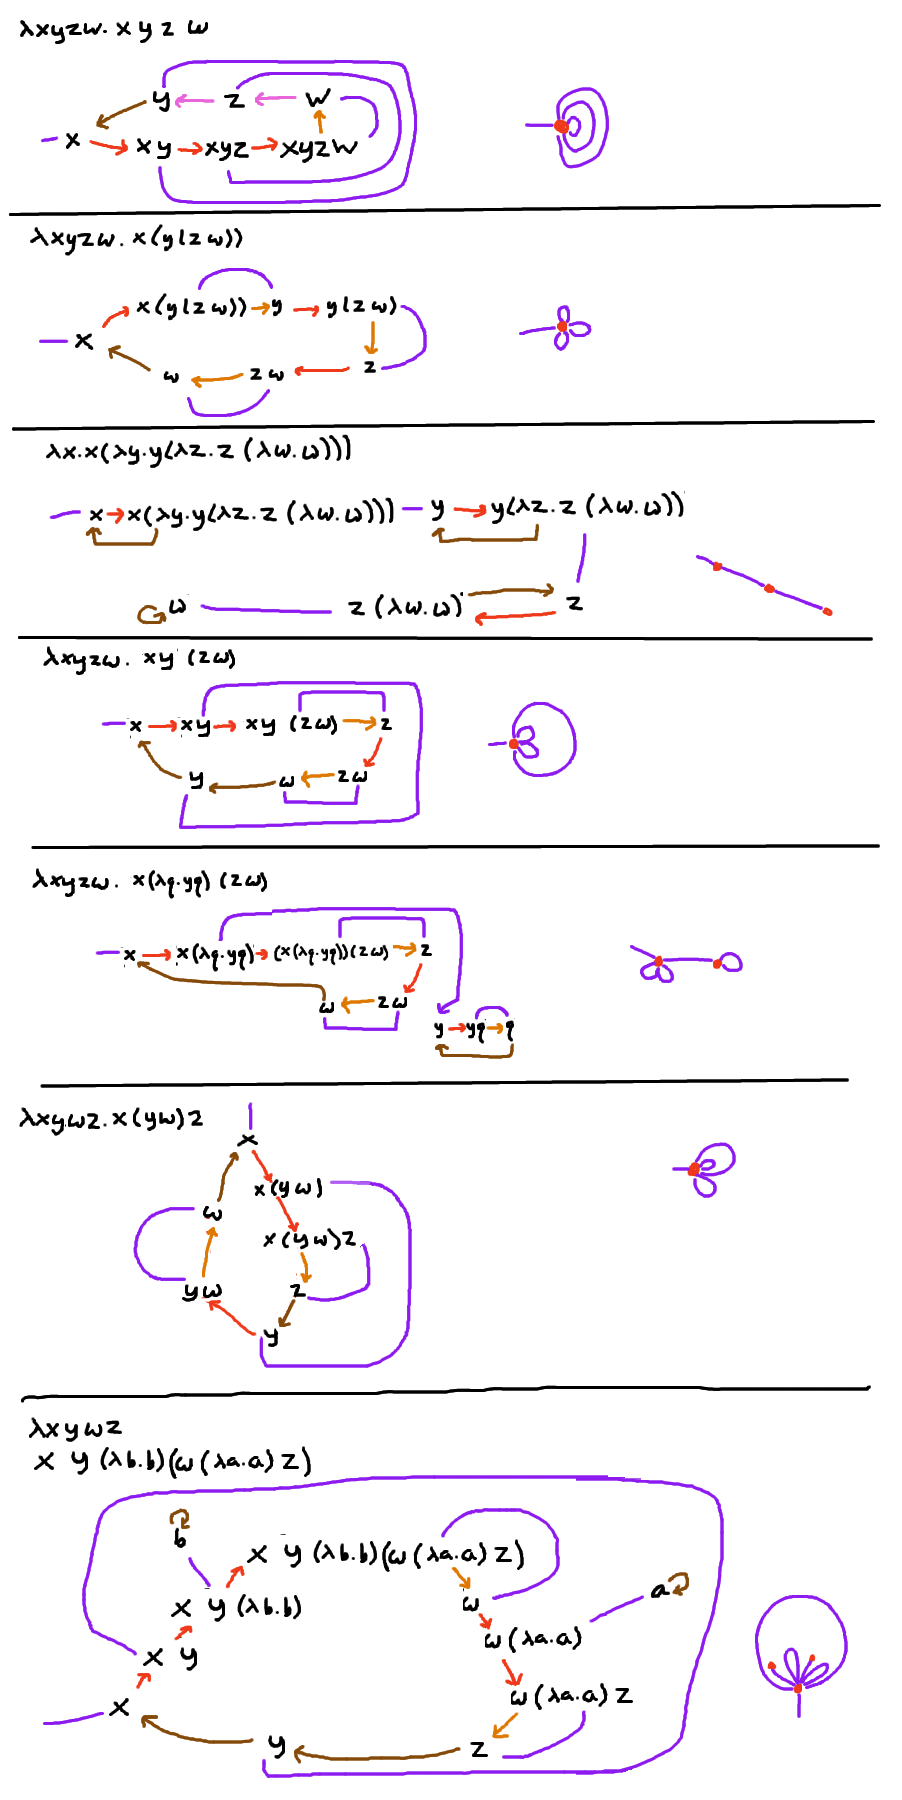 λxyzw. x y z w
y z w
x xy xyz xyzw
λxyzw. x(y(z w))
x(y(z w)) y y(z w)
x
w z w z
λx.x(λy.y(λz.z (λw.w)))
x x(λy.y(λz.z (λw.w))) y y(λz.z (λw.w))
w z (λw.w) z
λxyzw. xy (zw)
x xy xy (zw) z
y w zw
λxyzw. x(λq.yq) (zw)
x x(λq.yq) (x(λq.yq))(zw) z
w zw
y yq q
λxywz.x(yw)z
x
x(yw)
w
x(yw)z
yw z
y
λxywz
x y (λb.b)(w(λa.a) z)
b
x y (λb.b)(w(λa.a) z)
w a
x y (λb.b)
w(λa.a)
x y
w(λa.a) z
x
y z